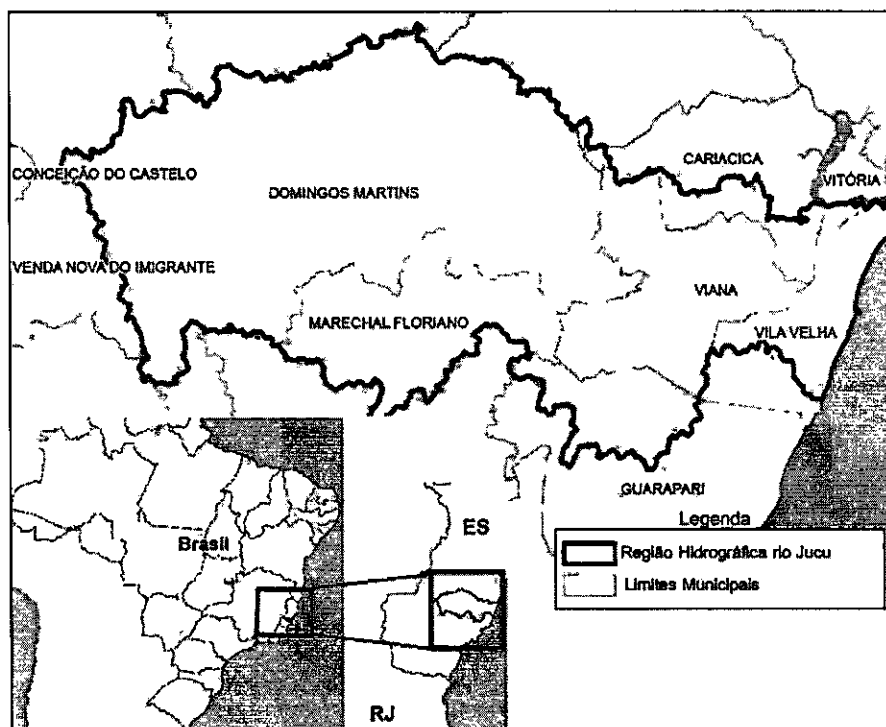 CARIACICA
CONCEIÇÃO DO CASTELO
VITÓRIA
DOMINGOS MARTINS
VENDA NOVA DO IMIGRANTE
VIANA
MARECHAL FLORIANO
VILA VELHA
GUARAPARI
Legenda
Região Hidrográfica rio Jucu
Limites Municipais
Brasil
ES
RJ